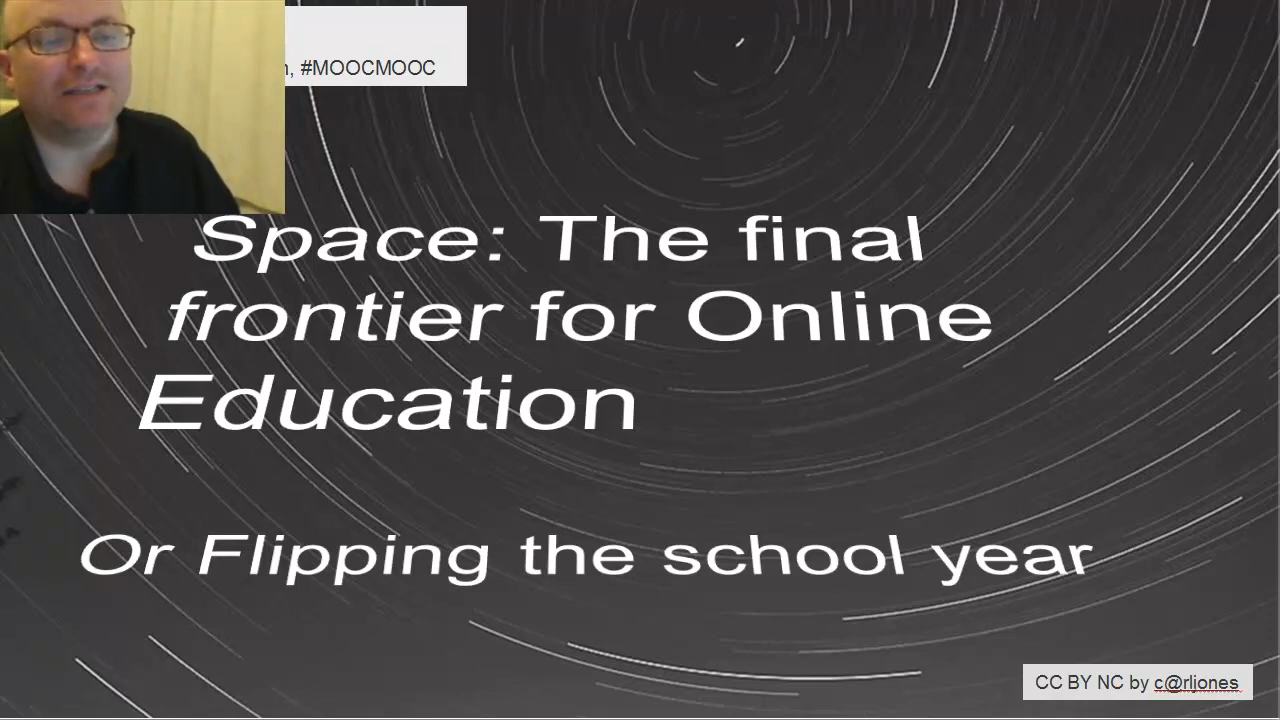 , #MOOCMOOC
Space: The final
frontier for Online
Education
Or Flipping the school year
CC BY NC by c@rljones